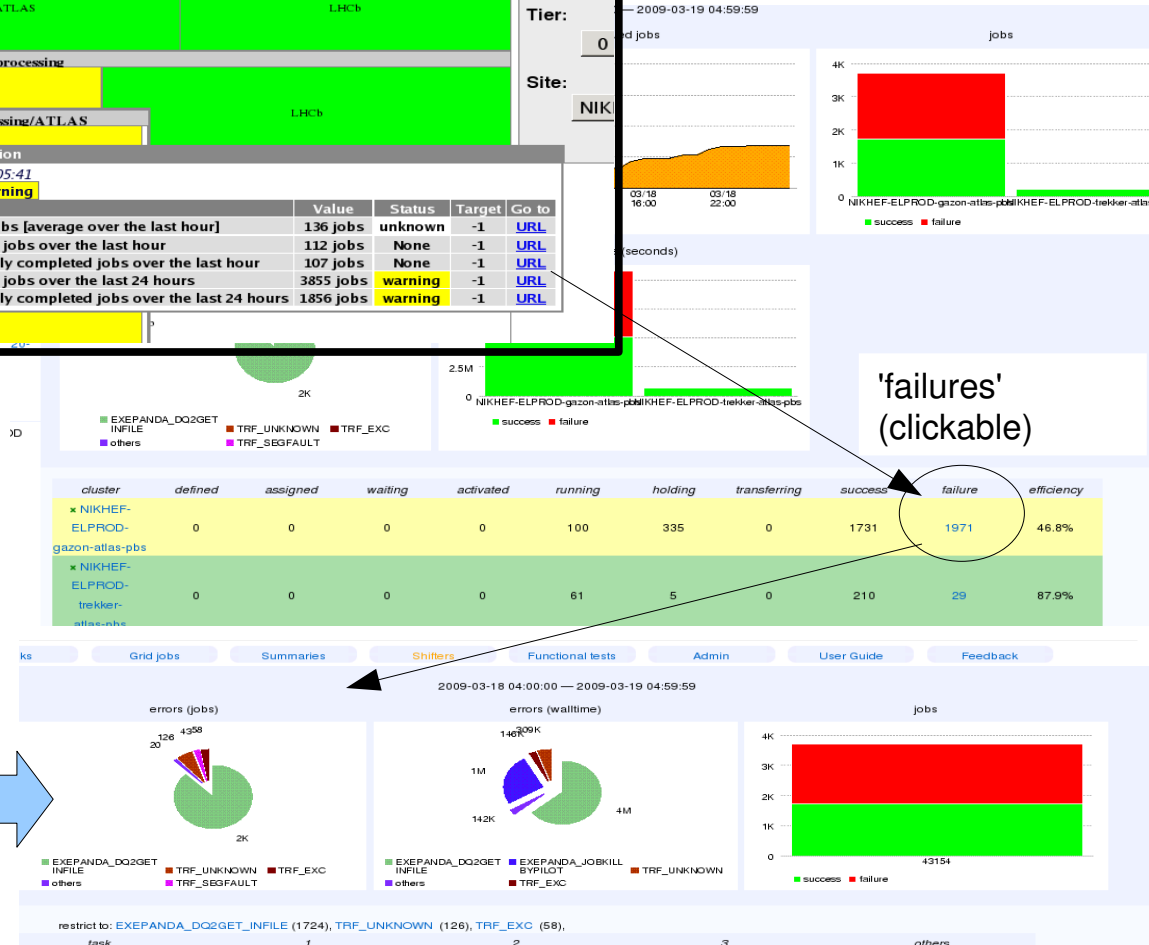 ATLAS
LHCb
Tier:
— 2009-03-19 04:59:59
0
ed jobs
jobs
processing
Site:
NIK
LHCb
ssing/ATLAS
4K
3K
2K
1K
0
NIKHEF-ELPROD-gazon-atlas-pbs
NIKHEF-ELPROD-trekker-atlas-
success failure
03/18 16:00
03/18 22:00
ion
05:41
rning
Value Status Target Go to
bs [average over the last hour] 136 jobs unknown -1 URL
jobs over the last hour 112 jobs None -1 URL
ly completed jobs over the last hour 107 jobs None -1 URL
jobs over the last 24 hours 3855 jobs warning -1 URL
ly completed jobs over the last 24 hours 1856 jobs warning -1 URL
(seconds)
2.5M
0
NIKHEF-ELPROD-gazon-atlas-pbs
NIKHEF-ELPROD-trekker-atlas-pbs
success failure
2K
EXEPANDA_DQ2GET
INFILE TRF_UNKNOWN TRF_EXC
others TRF_SEGFAULT
'failures'
(clickable)
cluster defined assigned waiting activated running holding transferring success failure efficiency
× NIKHEF-
ELPROD- 0 0 0 0 100 335 0 1731 1971 46.8%
gazon-atlas-pbs
× NIKHEF-
ELPROD-
trekker- 0 0 0 0 61 5 0 210 29 87.9%
atlas-pbs
ks Grid jobs Summaries Shifters Functional tests Admin User Guide Feedback
2009-03-18 04:00:00 — 2009-03-19 04:59:59
errors (jobs) errors (walltime) jobs
20 126 43 58
2K
EXEPANDA_DQ2GET
INFILE TRF_UNKNOWN TRF_EXC
others TRF_SEGFAULT
309K
1M
142K
4M
EXEPANDA_DQ2GET EXEPANDA_JOBKILL
INFILE BYPILOT TRF_UNKNOWN
others TRF_EXC
4K
3K
2K
1K
0
43154
success failure
restrict to: EXEPANDA_DQ2GET_INFILE (1724), TRF_UNKNOWN (126), TRF_EXC (58),
task 1 2 3 others